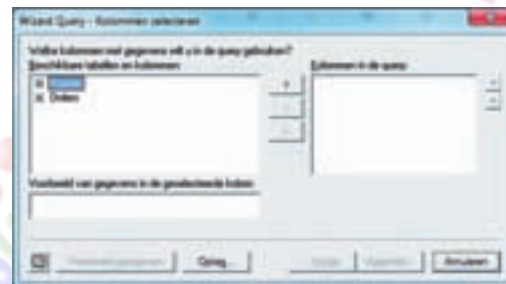 Wizard Query - Kolommen selecteren
Welke kolommen met gegevens wilt u in de query gebruiken?
Beschikbare tabellen en kolommen:
Kolommen in de query:
Orders
Voorbeeld van gegevens in de geselecteerde kolom:
Opties...
Annuleren